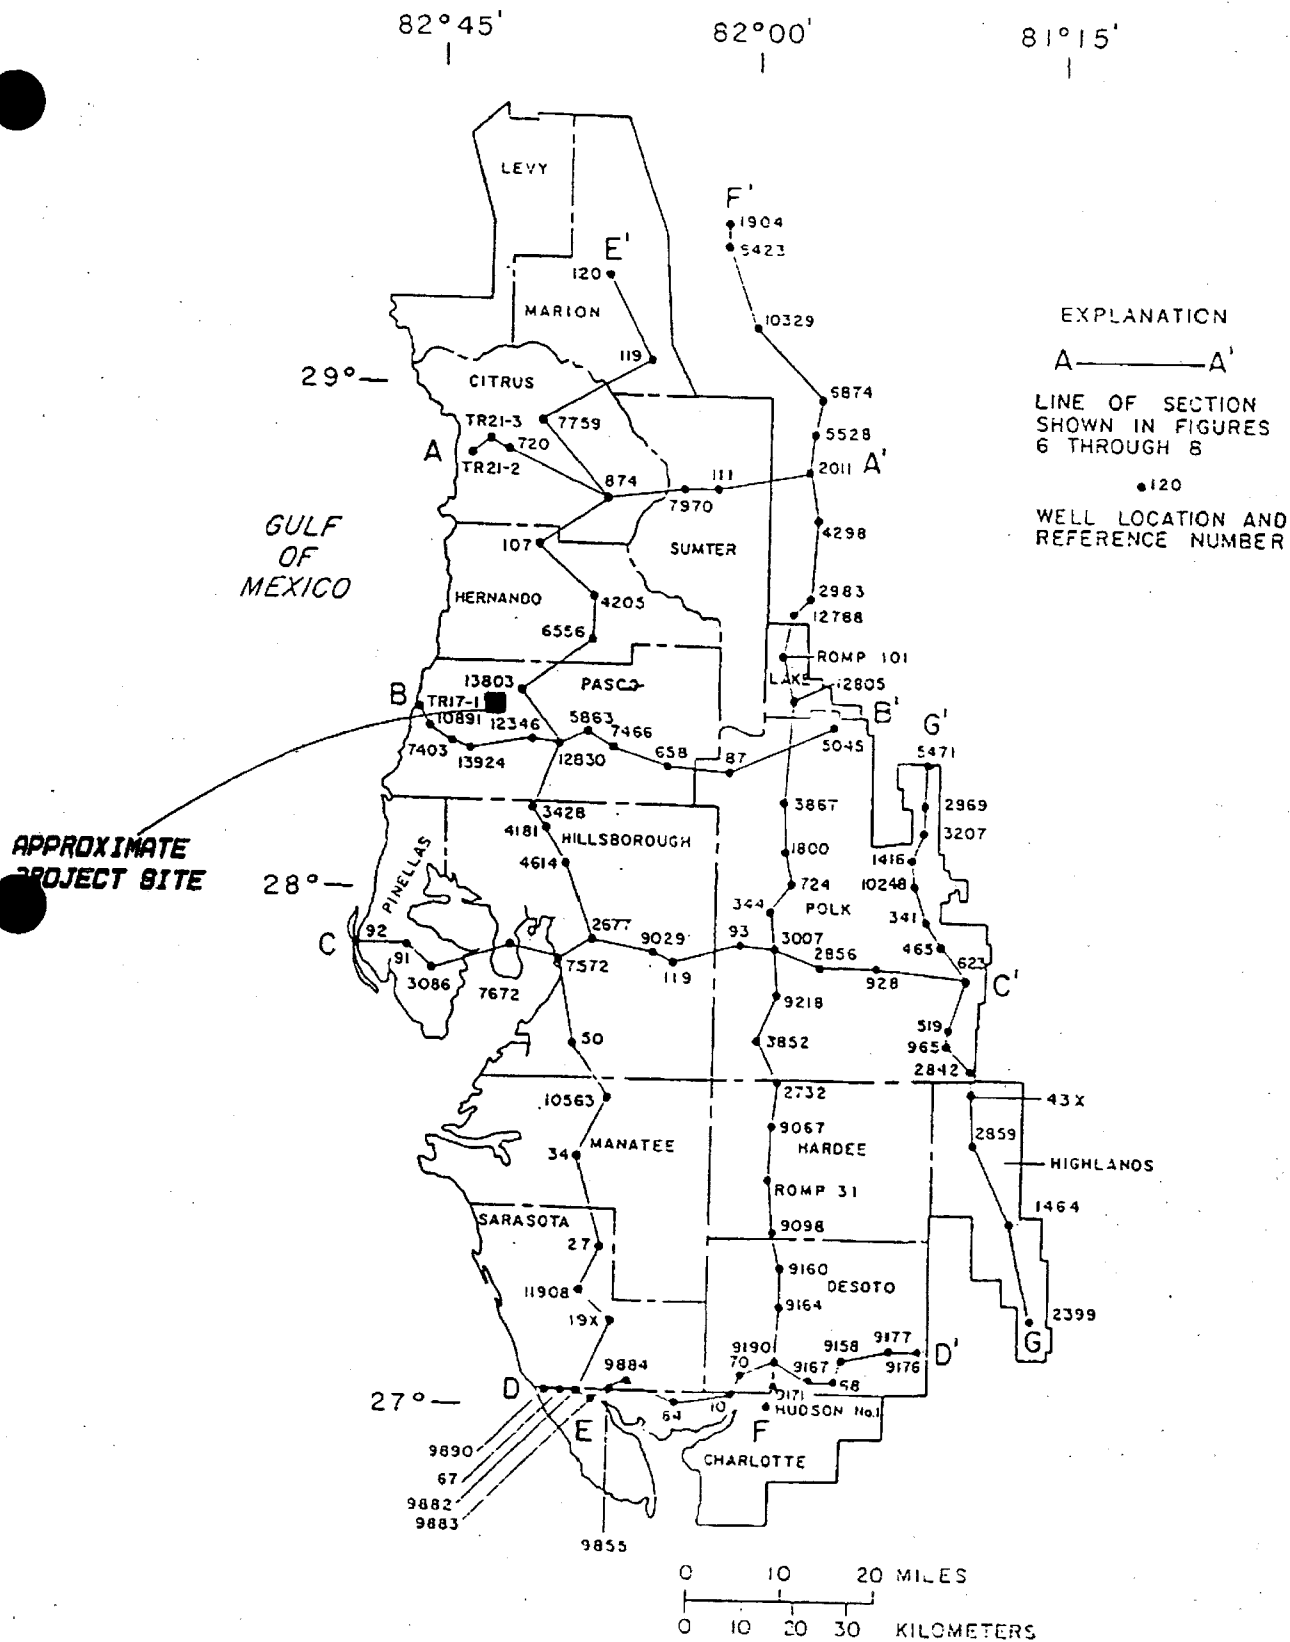 82°45'
82°00'
81°15'
LEVY
F'
1904
5423
E'
120
MARION
10329
EXPLANATION
A A'
119
29°
CITRUS
6874
LINE OF SECTION
SHOWN IN FIGURES
6 THROUGH 8
TR21-3
7759
720
5528
A
TR21-2
874
111
2011
A'
7970
120
GULF
OF
MEXICO
107
SUMTER
4298
WELL LOCATION AND
REFERENCE NUMBER
HERNANDO
4205
2983
12788
6556
ROMP 101
13803
PASCO
LAKE
12805
B
TR17-1
B'
G'
10891
12346
5863
7466
5045
5471
7403
13924
12830
658
87
3428
3867
2969
4181
HILLSBOROUGH
3207
APPROXIMATE
PROJECT SITE
PINELLAS
4614
1800
1416
28°
724
10248
344
POLK
341
C
92
2677
9029
93
3007
2856
465
623
91
3086
7672
7572
119
928
C'
9218
50
3852
519
965
2842
10563
2732
43X
MANATEE
9067
HARDEE
2859
34
HIGHLANDS
ROMP 31
SARASOTA
1464
27
9098
9160
11908
DESOTO
19X
9164
2399
G
9190
9158
9177
D'
9884
70
9167
9176
D
68
27°
64
10
9171
HUDSON No.1
E
F
9890
CHARLOTTE
67
9882
9883
9855
0 10 20 MILES
0 10 20 30 KILOMETERS